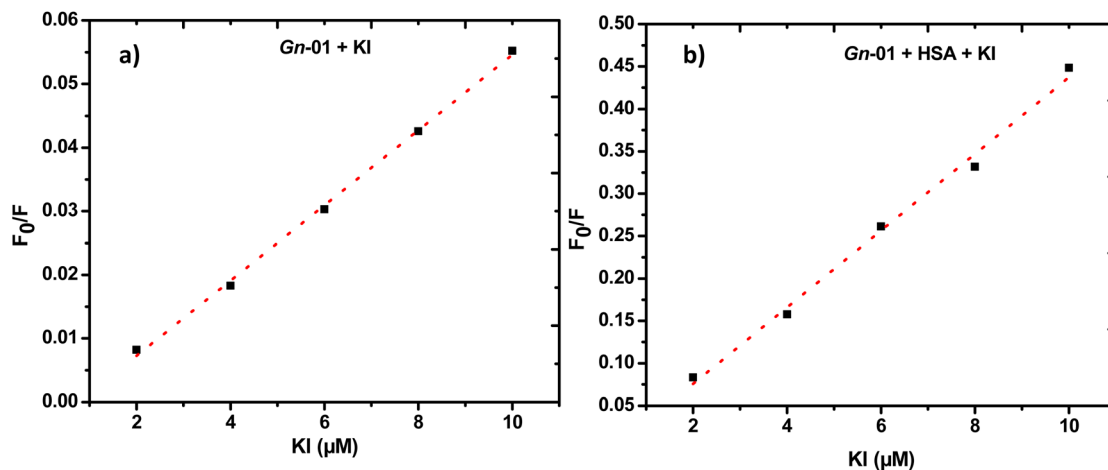 a)
Gn-01 + KI
0.06
0.05
0.04
0.03
0.02
0.01
0.00
F0/F
2 4 6 8 10
KI (µM)
b)
Gn-01 + HSA + KI
0.50
0.45
0.40
0.35
0.30
0.25
0.20
0.15
0.10
0.05
F0/F
2 4 6 8 10
KI (µM)